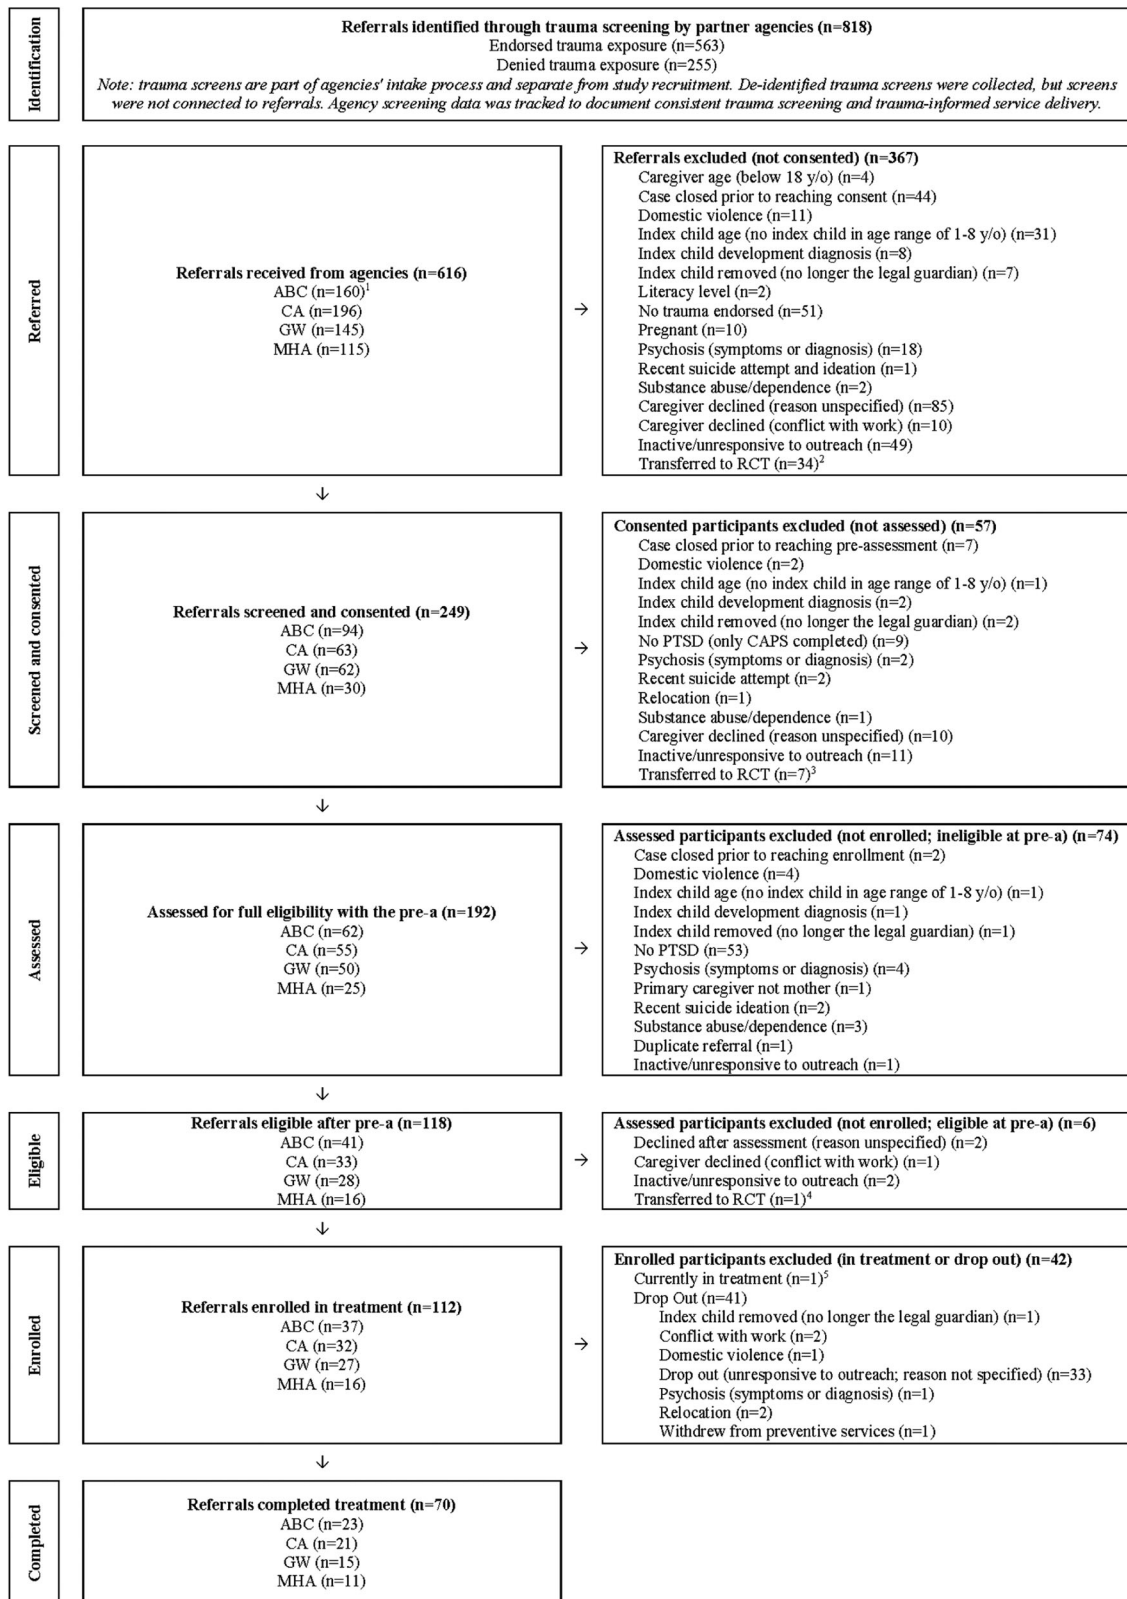 Identification
Referrals identified through trauma screening by partner agencies (n=818)
Endorsed trauma exposure (n=563)
Denied trauma exposure (n=255)
Note: trauma screens are part of agencies' intake process and separate from study recruitment. De-identified trauma screens were collected, but screens
were not connected to referrals. Agency screening data was tracked to document consistent trauma screening and trauma-informed service delivery.
Referred
Referrals received from agencies (n=616)
ABC (n=160)1
CA (n=196)
GW (n=145)
MHA (n=115)
→
Referrals excluded (not consented) (n=367)
Caregiver age (below 18 y/o) (n=4)
Case closed prior to reaching consent (n=44)
Domestic violence (n=11)
Index child age (no index child in age range of 1-8 y/o) (n=31)
Index child development diagnosis (n=8)
Index child removed (no longer the legal guardian) (n=7)
Literacy level (n=2)
No trauma endorsed (n=51)
Pregnant (n=10)
Psychosis (symptoms or diagnosis) (n=18)
Recent suicide attempt and ideation (n=1)
Substance abuse/dependence (n=2)
Caregiver declined (reason unspecified) (n=85)
Caregiver declined (conflict with work) (n=10)
Inactive/unresponsive to outreach (n=49)
Transferred to RCT (n=34)2
↓
Screened and consented
Referrals screened and consented (n=249)
ABC (n=94)
CA (n=63)
GW (n=62)
MHA (n=30)
→
Consented participants excluded (not assessed) (n=57)
Case closed prior to reaching pre-assessment (n=7)
Domestic violence (n=2)
Index child age (no index child in age range of 1-8 y/o) (n=1)
Index child development diagnosis (n=2)
Index child removed (no longer the legal guardian) (n=2)
No PTSD (only CAPS completed) (n=9)
Psychosis (symptoms or diagnosis) (n=2)
Recent suicide attempt (n=2)
Relocation (n=1)
Substance abuse/dependence (n=1)
Caregiver declined (reason unspecified) (n=10)
Inactive/unresponsive to outreach (n=11)
Transferred to RCT (n=7)3
↓
Assessed
Assessed for full eligibility with the pre-a (n=192)
ABC (n=62)
CA (n=55)
GW (n=50)
MHA (n=25)
→
Assessed participants excluded (not enrolled; ineligible at pre-a) (n=74)
Case closed prior to reaching enrollment (n=2)
Domestic violence (n=4)
Index child age (no index child in age range of 1-8 y/o) (n=1)
Index child development diagnosis (n=1)
Index child removed (no longer the legal guardian) (n=1)
No PTSD (n=53)
Psychosis (symptoms or diagnosis) (n=4)
Primary caregiver not mother (n=1)
Recent suicide ideation (n=2)
Substance abuse/dependence (n=3)
Duplicate referral (n=1)
Inactive/unresponsive to outreach (n=1)
↓
Eligible
Referrals eligible after pre-a (n=118)
ABC (n=41)
CA (n=33)
GW (n=28)
MHA (n=16)
→
Assessed participants excluded (not enrolled; eligible at pre-a) (n=6)
Declined after assessment (reason unspecified) (n=2)
Caregiver declined (conflict with work) (n=1)
Inactive/unresponsive to outreach (n=2)
Transferred to RCT (n=1)4
↓
Enrolled
Referrals enrolled in treatment (n=112)
ABC (n=37)
CA (n=32)
GW (n=27)
MHA (n=16)
→
Enrolled participants excluded (in treatment or drop out) (n=42)
Currently in treatment (n=1)5
Drop Out (n=41)
Index child removed (no longer the legal guardian) (n=1)
Conflict with work (n=2)
Domestic violence (n=1)
Drop out (unresponsive to outreach; reason not specified) (n=33)
Psychosis (symptoms or diagnosis) (n=1)
Relocation (n=2)
Withdrew from preventive services (n=1)
↓
Completed
Referrals completed treatment (n=70)
ABC (n=23)
CA (n=21)
GW (n=15)
MHA (n=11)